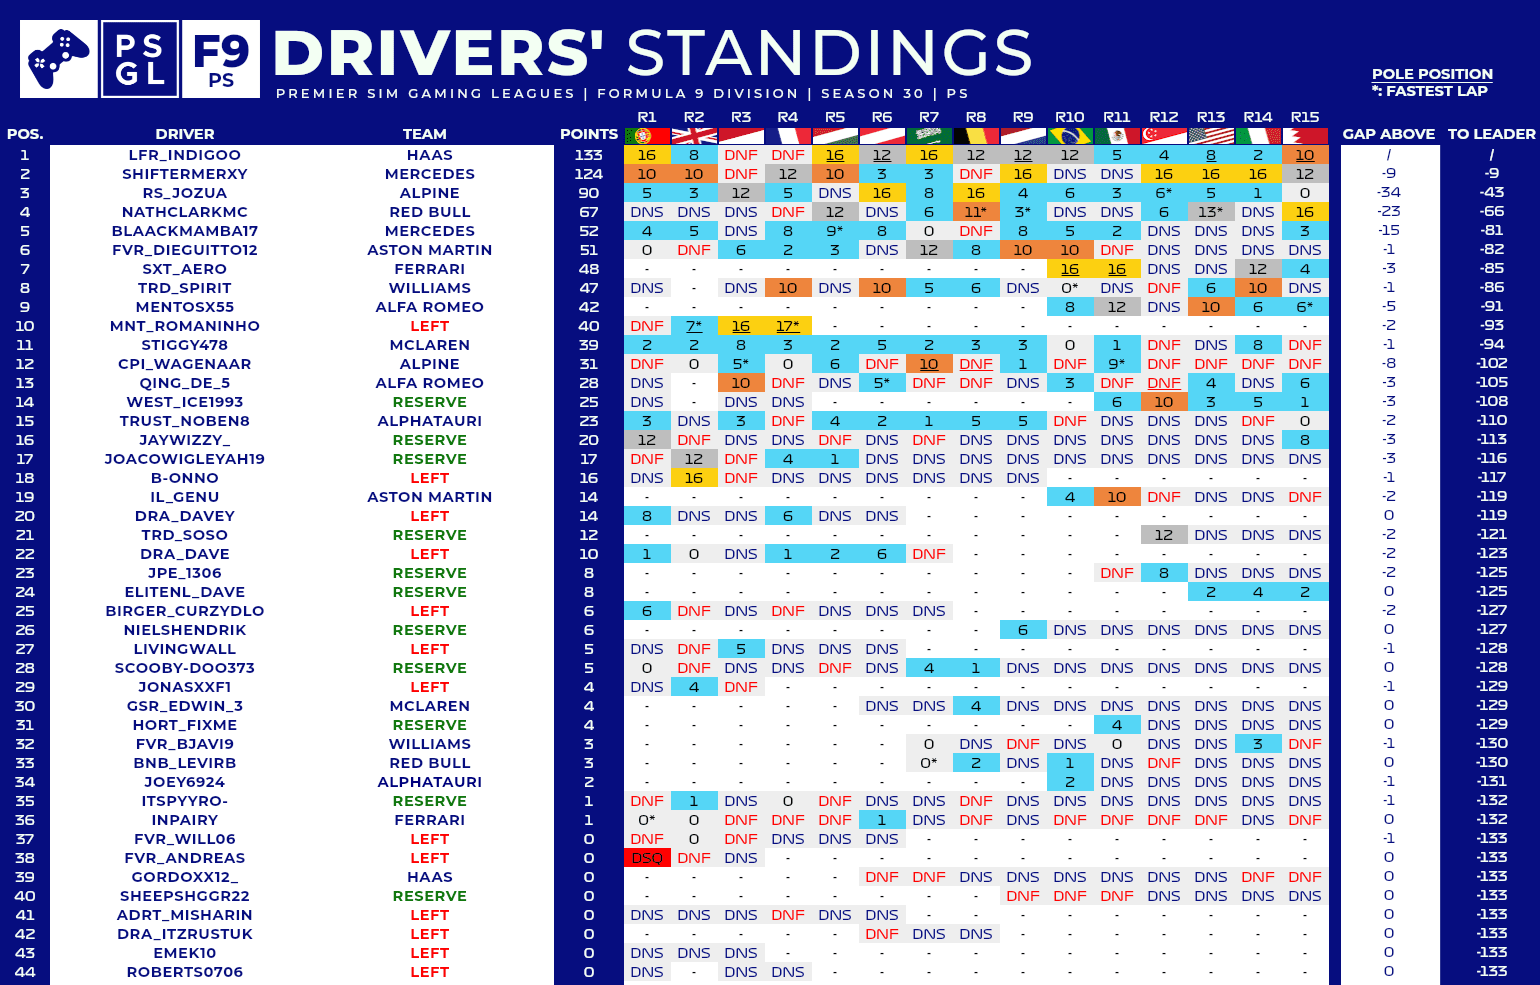 PS GL F9 PS DRIVERS' STANDINGS
PREMIER SIM GAMING LEAGUES | FORMULA 9 DIVISION | SEASON 30 | PS
POLE POSITION
*: FASTEST LAP
POS. DRIVER TEAM POINTS R1 R2 R3 R4 R5 R6 R7 R8 R9 R10 R11 R12 R13 R14 R15 GAP ABOVE TO LEADER
1 LFR_INDIGOO HAAS 133 16 8 DNF DNF 16 12 16 12 12 12 5 4 8 2 10 / /
2 SHIFTERMERXY MERCEDES 124 10 10 DNF 12 10 3 3 DNF 16 DNS DNS 16 16 16 12 -9 -9
3 RS_JOZUA ALPINE 90 5 3 12 5 DNS 16 8 16 4 6 3 6* 5 1 0 -34 -43
4 NATHCLARKMC RED BULL 67 DNS DNS DNS DNF 12 DNS 6 11* 3* DNS DNS 6 13* DNS 16 -23 -66
5 BLAACKMAMBA17 MERCEDES 52 4 5 DNS 8 9* 8 0 DNF 8 5 2 DNS DNS DNS 3 -15 -81
6 FVR_DIEGUITTO12 ASTON MARTIN 51 0 DNF 6 2 3 DNS 12 8 10 10 DNF DNS DNS DNS DNS -1 -82
7 SXT_AERO FERRARI 48 - - - - - - - - - 16 16 DNS DNS 12 4 -3 -85
8 TRD_SPIRIT WILLIAMS 47 DNS - DNS 10 DNS 10 5 6 DNS 0* DNS DNF 6 10 DNS -1 -86
9 MENTOSX55 ALFA ROMEO 42 - - - - - - - - - 8 12 DNS 10 6 6* -5 -91
10 MNT_ROMANINHO LEFT 40 DNF 7* 16 17* - - - - - - - - - - - -2 -93
11 STIGGY478 MCLAREN 39 2 2 8 3 2 5 2 3 3 0 1 DNF DNS 8 DNF -1 -94
12 CPI_WAGENAAR ALPINE 31 DNF 0 5* 0 6 DNF 10 DNF 1 DNF 9* DNF DNF DNF DNF -8 -102
13 QING_DE_5 ALFA ROMEO 28 DNS - 10 DNF DNS 5* DNF DNF DNS 3 DNF DNF 4 DNS 6 -3 -105
14 WEST_ICE1993 RESERVE 25 DNS - DNS DNS - - - - - - 6 10 3 5 1 -3 -108
15 TRUST_NOBEN8 ALPHATAURI 23 3 DNS 3 DNF 4 2 1 5 5 DNF DNS DNS DNS DNF 0 -2 -110
16 JAYWIZZY_ RESERVE 20 12 DNF DNS DNS DNF DNS DNF DNS DNS DNS DNS DNS DNS DNS 8 -3 -113
17 JOACOWIGLEYAH19 RESERVE 17 DNF 12 DNF 4 1 DNS DNS DNS DNS DNS DNS DNS DNS DNS DNS -3 -116
18 B-ONNO LEFT 16 DNS 16 DNF DNS DNS DNS DNS DNS DNS - - - - - - -1 -117
19 IL_GENU ASTON MARTIN 14 - - - - - - - - - 4 10 DNF DNS DNS DNF -2 -119
20 DRA_DAVEY LEFT 14 8 DNS DNS 6 DNS DNS - - - - - - - - - 0 -119
21 TRD_SOSO RESERVE 12 - - - - - - - - - - - 12 DNS DNS DNS -2 -121
22 DRA_DAVE LEFT 10 1 0 DNS 1 2 6 DNF - - - - - - - - -2 -123
23 JPE_1306 RESERVE 8 - - - - - - - - - - DNF 8 DNS DNS DNS -2 -125
24 ELITENL_DAVE RESERVE 8 - - - - - - - - - - - - 2 4 2 0 -125
25 BIRGER_CURZYDLO LEFT 6 6 DNF DNS DNF DNS DNS DNS - - - - - - - - -2 -127
26 NIELSHENDRIK RESERVE 6 - - - - - - - - 6 DNS DNS DNS DNS DNS DNS 0 -127
27 LIVINGWALL LEFT 5 DNS DNF 5 DNS DNS DNS - - - - - - - - - -1 -128
28 SCOOBY-DOO373 RESERVE 5 0 DNF DNS DNS DNF DNS 4 1 DNS DNS DNS DNS DNS DNS DNS 0 -128
29 JONASXXF1 LEFT 4 DNS 4 DNF - - - - - - - - - - - - -1 -129
30 GSR_EDWIN_3 MCLAREN 4 - - - - - DNS DNS 4 DNS DNS DNS DNS DNS DNS DNS 0 -129
31 HORT_FIXME RESERVE 4 - - - - - - - - - - 4 DNS DNS DNS DNS 0 -129
32 FVR_BJAVI9 WILLIAMS 3 - - - - - - 0 DNS DNF DNS 0 DNS DNS 3 DNF -1 -130
33 BNB_LEVIRB RED BULL 3 - - - - - - 0* 2 DNS 1 DNS DNF DNS DNS DNS 0 -130
34 JOEY6924 ALPHATAURI 2 - - - - - - - - - 2 DNS DNS DNS DNS DNS -1 -131
35 ITSPYYRO- RESERVE 1 DNF 1 DNS 0 DNF DNS DNS DNF DNS DNS DNS DNS DNS DNS DNS -1 -132
36 INPAIRY FERRARI 1 0* 0 DNF DNF DNF 1 DNS DNF DNS DNF DNF DNF DNF DNS DNF 0 -132
37 FVR_WILL06 LEFT 0 DNF 0 DNF DNS DNS DNS - - - - - - - - - -1 -133
38 FVR_ANDREAS LEFT 0 DSQ DNF DNS - - - - - - - - - - - - 0 -133
39 GORDOXX12_ HAAS 0 - - - - - DNF DNF DNS DNS DNS DNS DNS DNS DNF DNF 0 -133
40 SHEEPSHGGR22 RESERVE 0 - - - - - - - - DNF DNF DNF DNS DNS DNS DNS 0 -133
41 ADRT_MISHARIN LEFT 0 DNS DNS DNS DNF DNS DNS - - - - - - - - - 0 -133
42 DRA_ITZRUSTUK LEFT 0 - - - - - DNF DNS DNS - - - - - - - 0 -133
43 EMEK10 LEFT 0 DNS DNS DNS - - - - - - - - - - - - 0 -133
44 ROBERTS0706 LEFT 0 DNS - DNS DNS - - - - - - - - - - - 0 -133